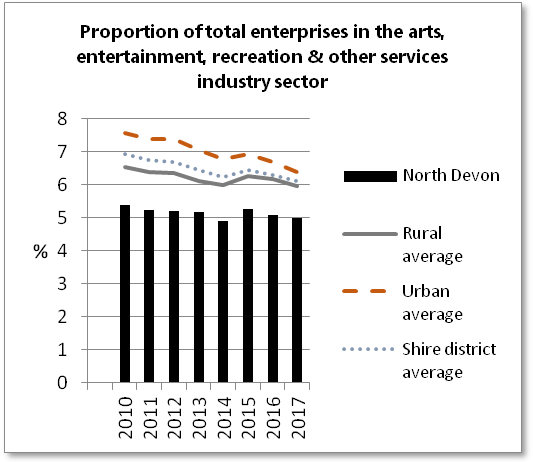 Proportion of total enterprises in the arts,
entertainment, recreation & other services
industry sector
8
7
6
5
4
3
2
1
0
%
2010
2011
2012
2013
2014
2015
2016
2017
North Devon
Rural
average
Urban
average
Shire district
average